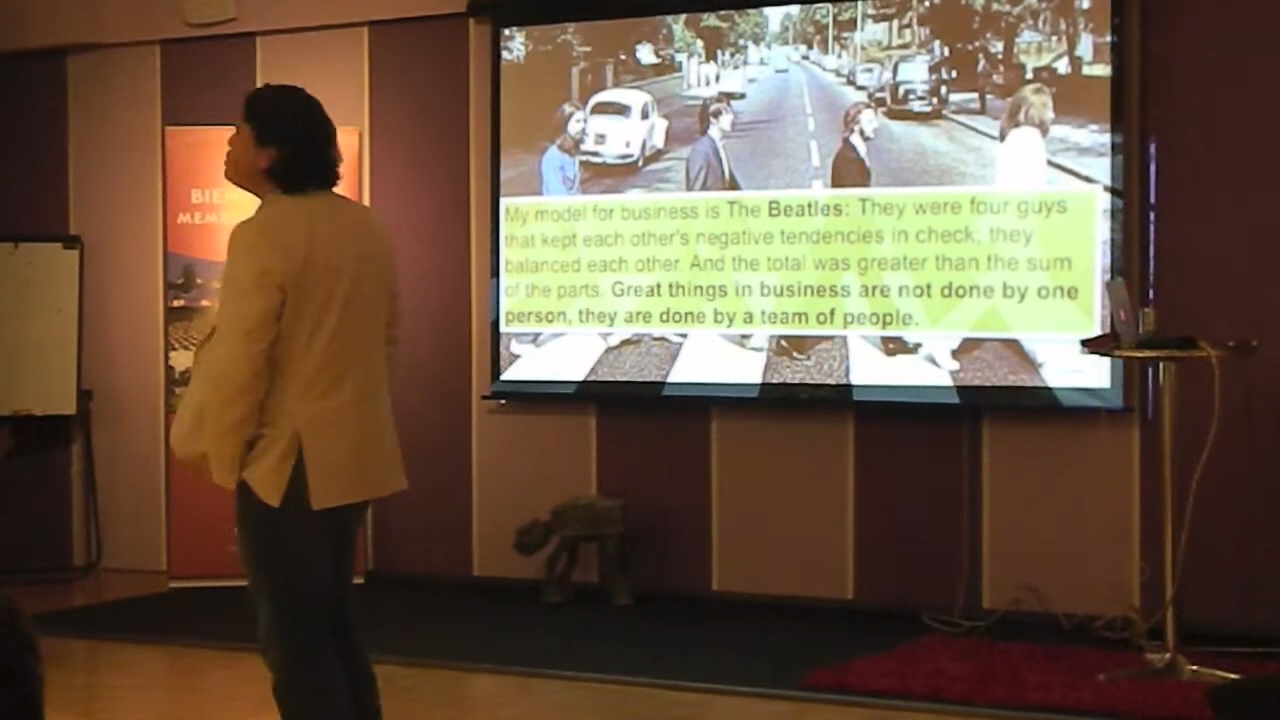 My model for business is The Beatles: They were four guys
that kept each other's negative tendencies in check; they
balanced each other. And the total was greater than the sum
of the parts. Great things in business are not done by one
person, they are done by a team of people.